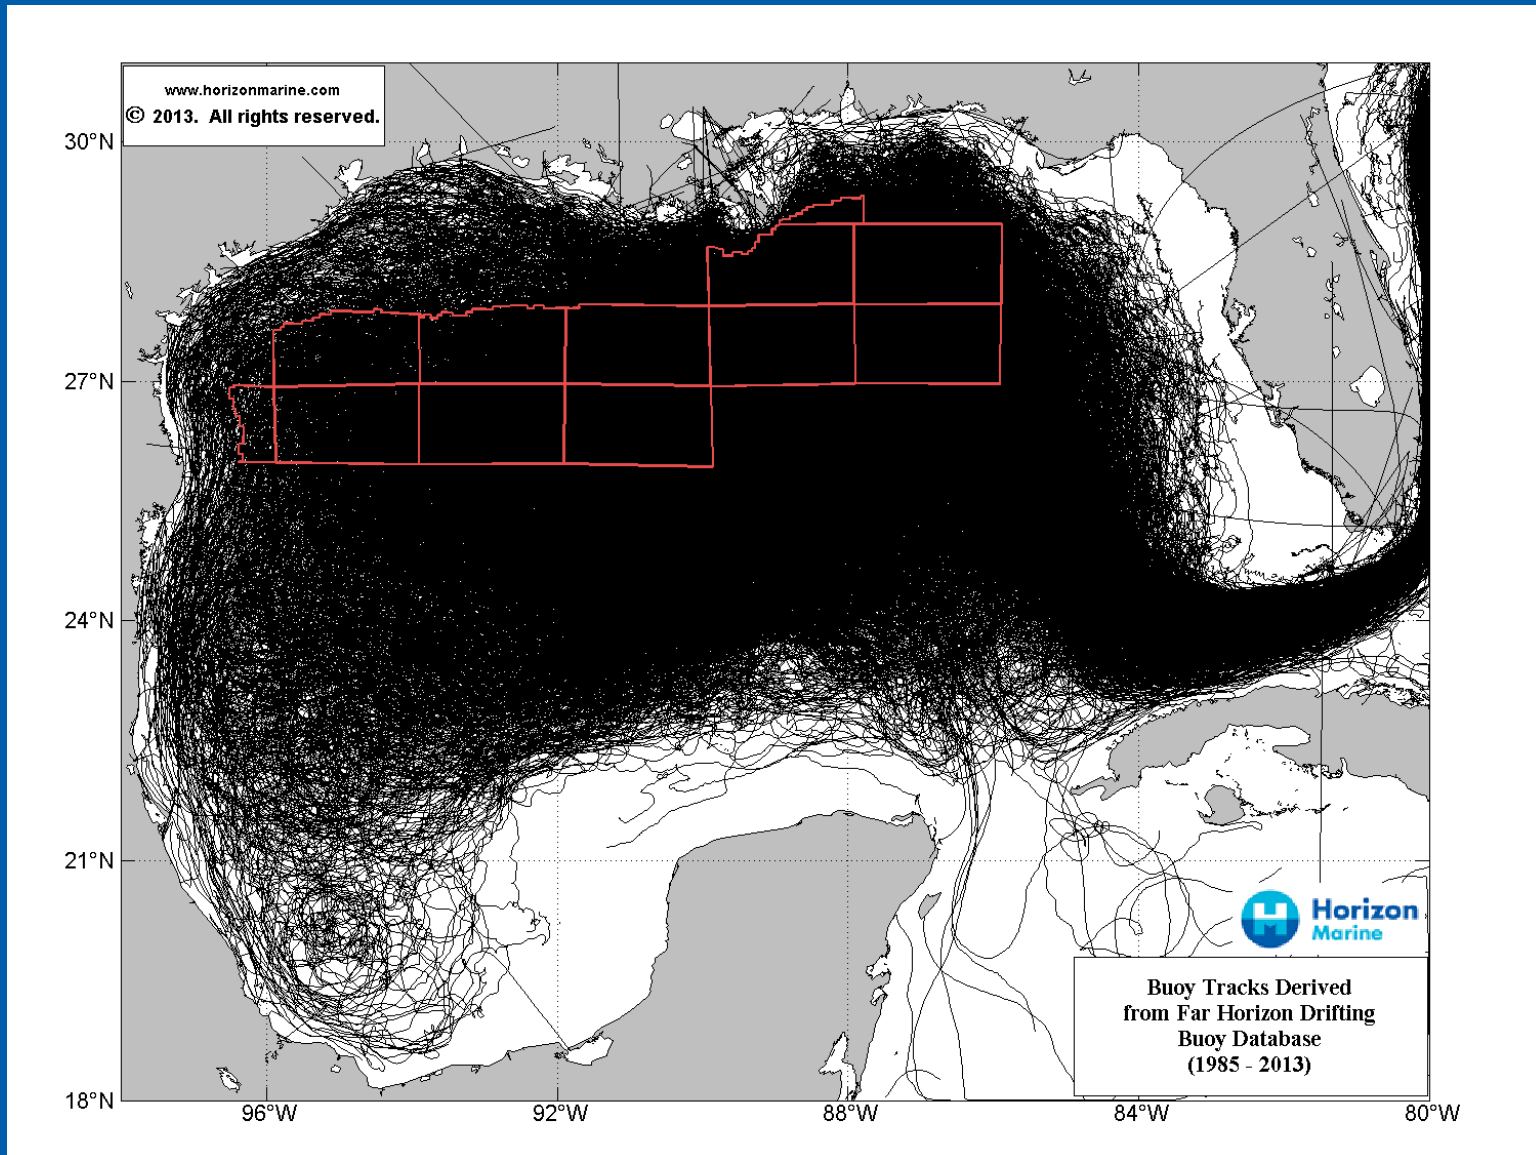 www.horizonmarine.com
© 2013. All rights reserved.
30°N
27°N
24°N
21°N
18°N
96°W
92°W
88°W
84°W
80°W
Horizon
Marine
Buoy Tracks Derived
from Far Horizon Drifting
Buoy Database
(1985 - 2013)